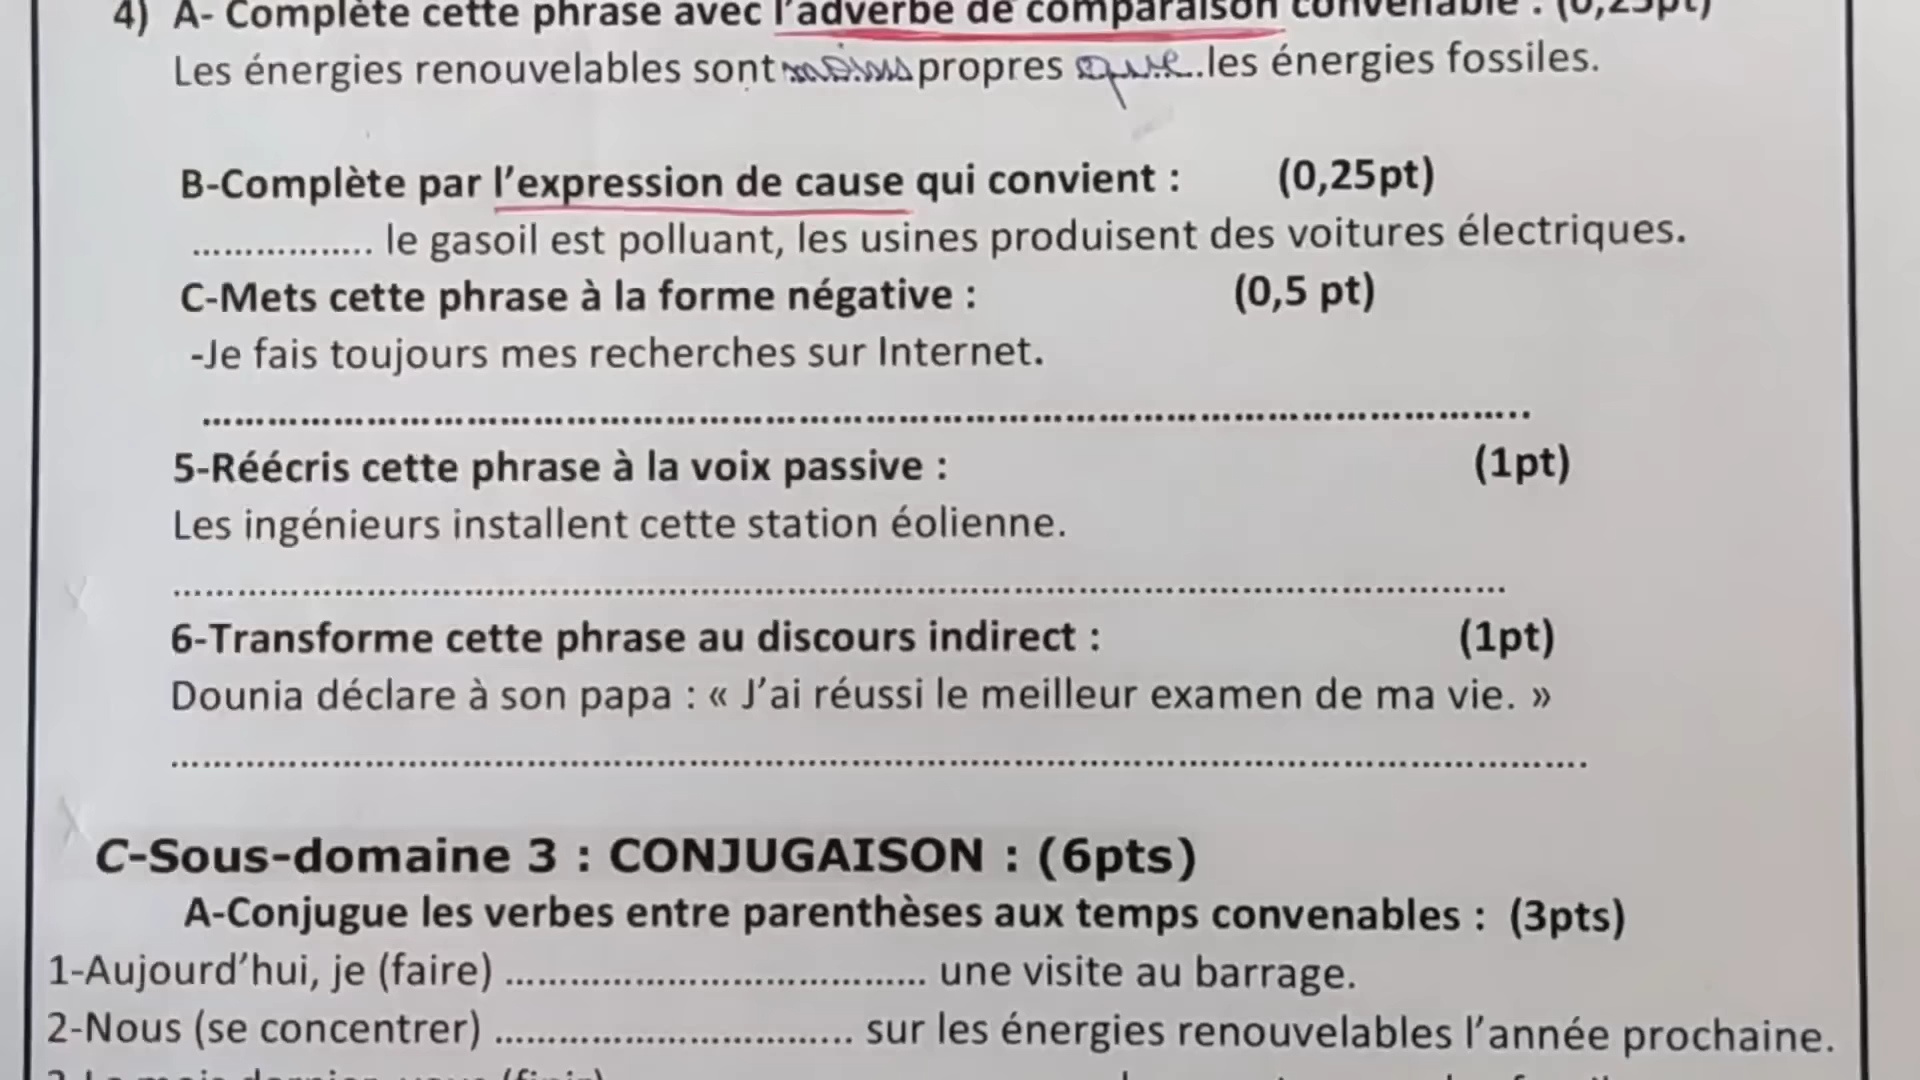 4) A- Complète cette phrase avec l'adverbe de comparaison convenable : (0,25pt)
Les énergies renouvelables sont moins propres que...les énergies fossiles.
B-Complète par l'expression de cause qui convient : (0,25pt)
................. le gasoil est polluant, les usines produisent des voitures électriques.
C-Mets cette phrase à la forme négative : (0,5 pt)
-Je fais toujours mes recherches sur Internet.
5-Réécris cette phrase à la voix passive : (1pt)
Les ingénieurs installent cette station éolienne.
6-Transforme cette phrase au discours indirect : (1pt)
Dounia déclare à son papa : « J'ai réussi le meilleur examen de ma vie. »
C-Sous-domaine 3 : CONJUGAISON : (6pts)
A-Conjugue les verbes entre parenthèses aux temps convenables : (3pts)
1-Aujourd'hui, je (faire) ....................................... une visite au barrage.
2-Nous (se concentrer) ................................. sur les énergies renouvelables l'année prochaine.